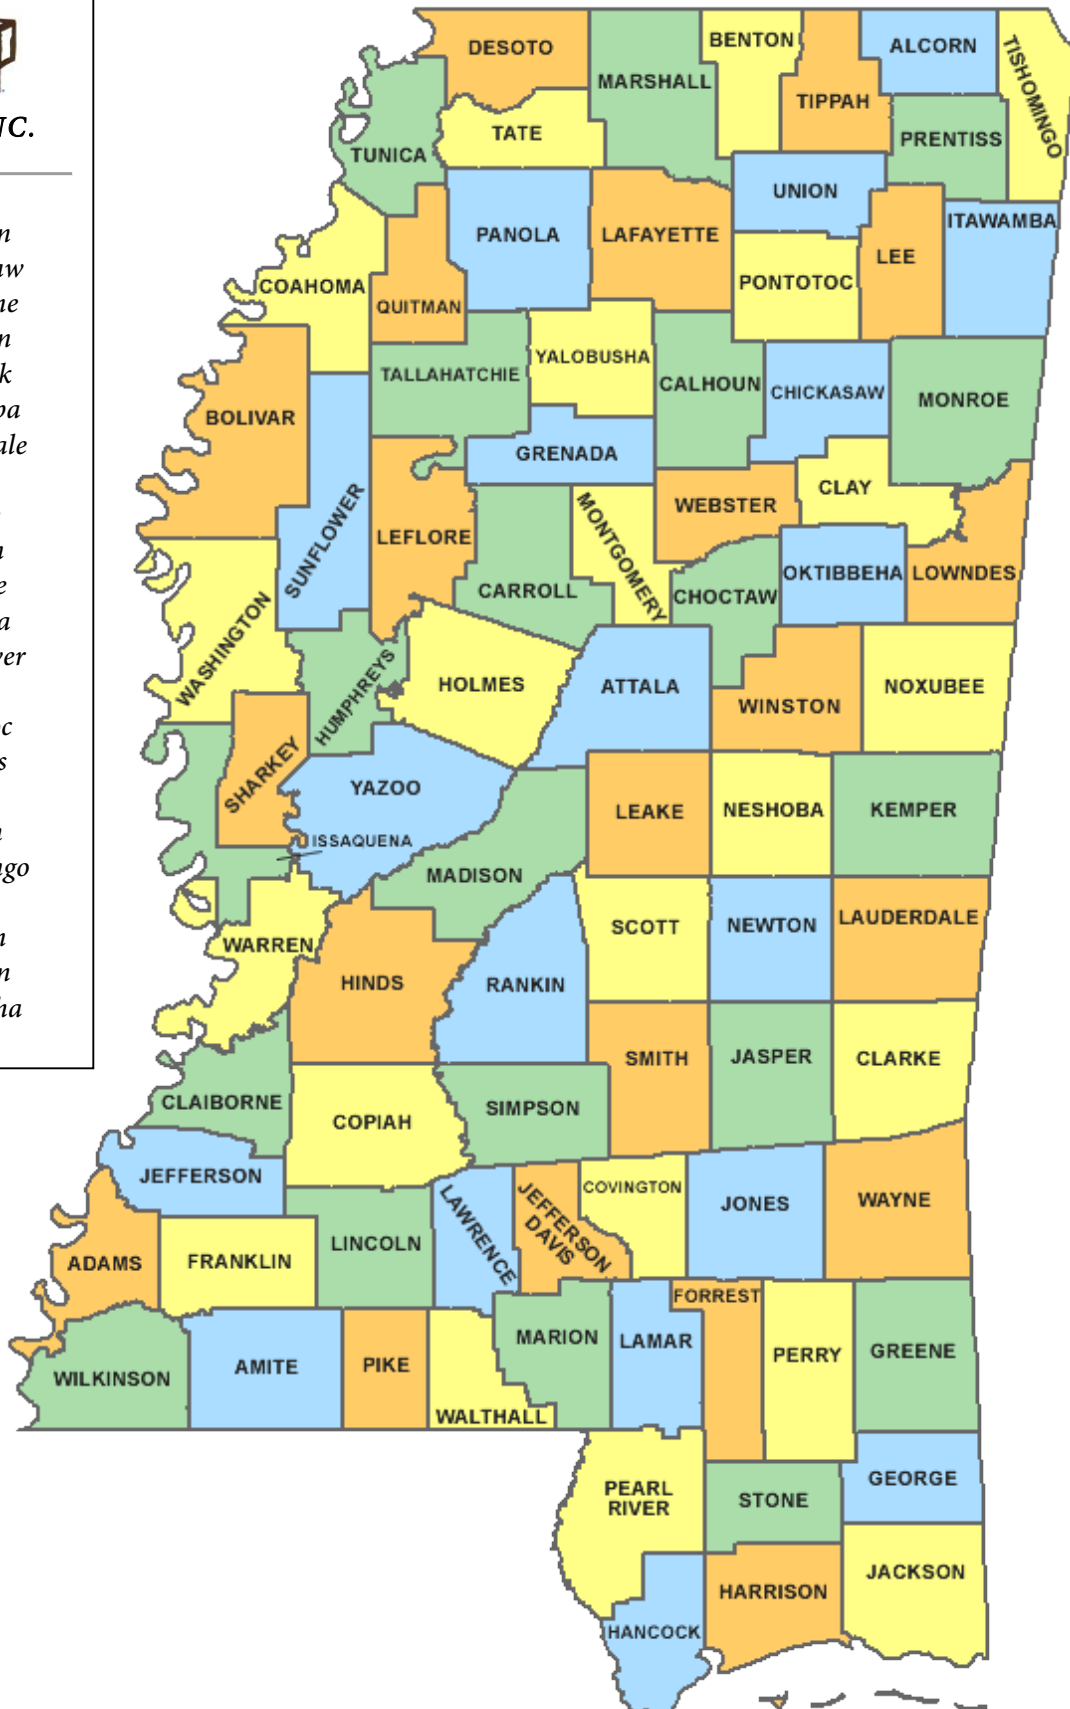 DESOTO
BENTON
ALCORN
TISHOMINGO
MARSHALL
TIPPAH
TATE
PRENTISS
TUNICA
UNION
ITAWAMBA
PANOLA
LAFAYETTE
LEE
COAHOMA
QUITMAN
PONTOTOC
YALOBUSHA
TALLAHATCHIE
CALHOUN
CHICKASAW
MONROE
BOLIVAR
GRENADA
CLAY
SUNFLOWER
LEFLORE
MONTGOMERY
WEBSTER
CARROLL
CHOCTAW
OKTIBBEHA
LOWNDES
WASHINGTON
HUMPHREYS
HOLMES
ATTALA
WINSTON
NOXUBEE
SHARKEY
YAZOO
LEAKE
NESHOBA
KEMPER
ISSAQUENA
MADISON
WARREN
SCOTT
NEWTON
LAUDERDALE
HINDS
RANKIN
SMITH
JASPER
CLARKE
CLAIBORNE
COPIAH
SIMPSON
JEFFERSON
LAWRENCE
JEFFERSON
DAVIS
COVINGTON
JONES
WAYNE
ADAMS
FRANKLIN
LINCOLN
FORREST
WILKINSON
AMITE
PIKE
WALTHALL
MARION
LAMAR
PERRY
GREENE
PEARL
RIVER
STONE
GEORGE
HANCOCK
HARRISON
JACKSON